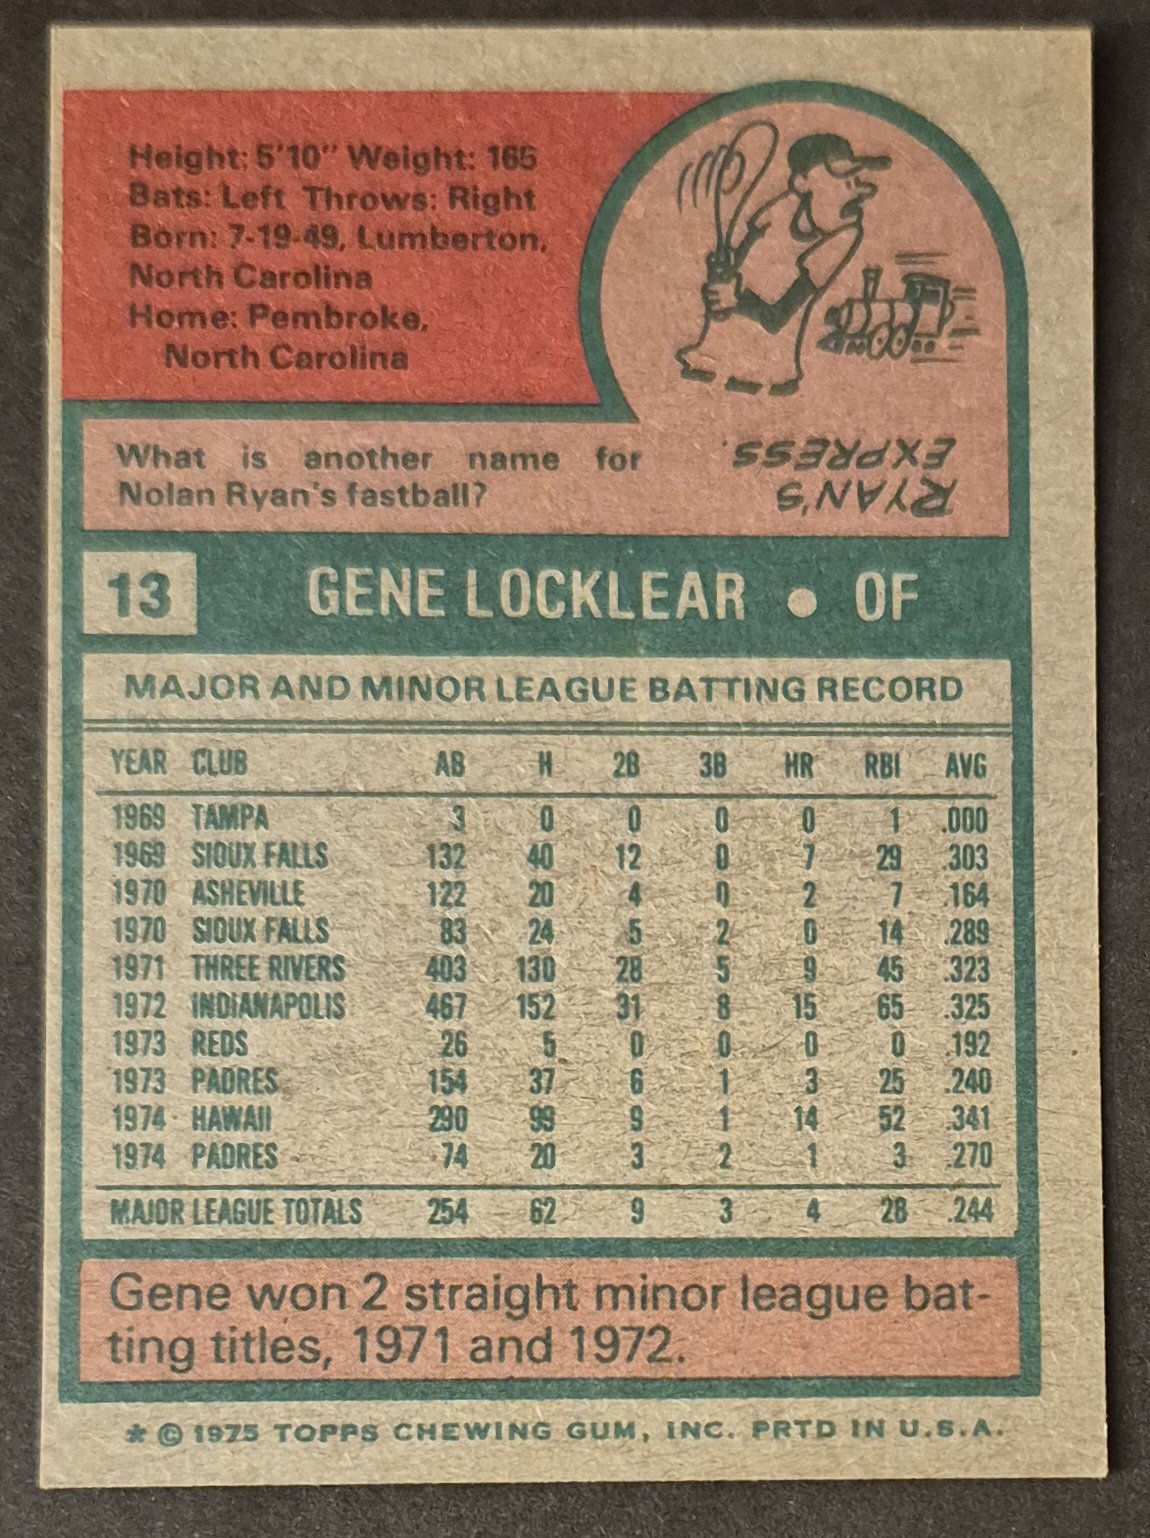 Height: 5'10" Weight: 165
Bats: Left Throws: Right
Born: 7-19-49, Lumberton,
North Carolina
Home: Pembroke,
North Carolina
What is another name for
Nolan Ryan's fastball?
RYAN'S
EXPRESS.
13 GENE LOCKLEAR • OF
MAJOR AND MINOR LEAGUE BATTING RECORD
YEAR CLUB AB H 2B 3B HR RBI AVG
1969 TAMPA 3 0 0 0 0 1 .000
1969 SIOUX FALLS 132 40 12 0 7 29 .303
1970 ASHEVILLE 122 20 4 0 2 7 .164
1970 SIOUX FALLS 83 24 5 2 0 14 .289
1971 THREE RIVERS 403 130 28 5 9 45 .323
1972 INDIANAPOLIS 467 152 31 8 15 65 .325
1973 REDS 26 5 0 0 0 0 .192
1973 PADRES 154 37 6 1 3 25 .240
1974 HAWAII 290 99 9 1 14 52 .341
1974 PADRES 74 20 3 2 1 3 .270
MAJOR LEAGUE TOTALS 254 62 9 3 4 28 .244
Gene won 2 straight minor league bat-
ting titles, 1971 and 1972.
* © 1975 TOPPS CHEWING GUM, INC. PRTD IN U.S.A.